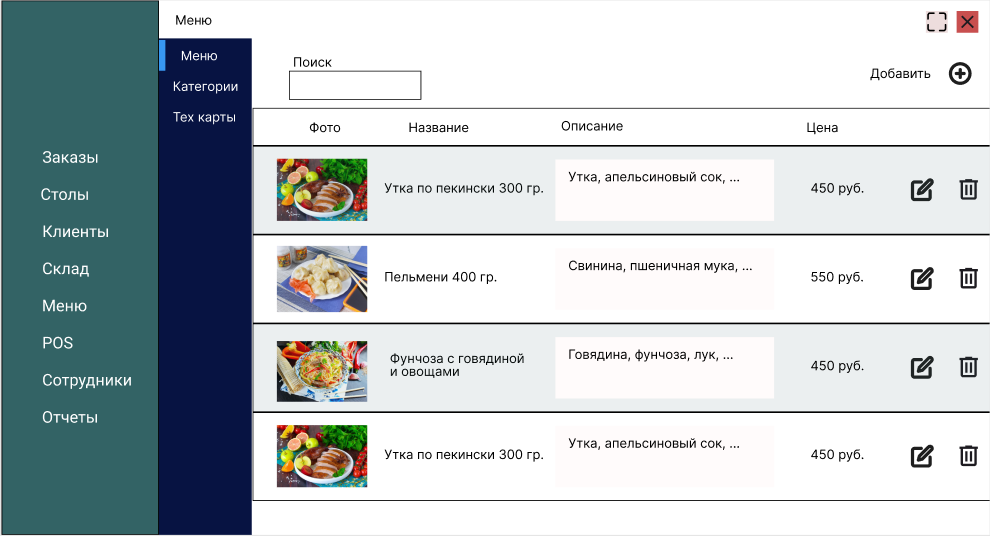 Меню
Меню
Категории
Тех карты
Заказы
Столы
Клиенты
Склад
Меню
POS
Сотрудники
Отчеты
Поиск
Добавить
Фото
Название
Описание
Цена
Утка по пекински 300 гр.
Утка, апельсиновый сок, ...
450 руб.
Пельмени 400 гр.
Свинина, пшеничная мука, ...
550 руб.
Фунчоза с говядиной
и овощами
Говядина, фунчоза, лук, ...
450 руб.
Утка по пекински 300 гр.
Утка, апельсиновый сок, ...
450 руб.